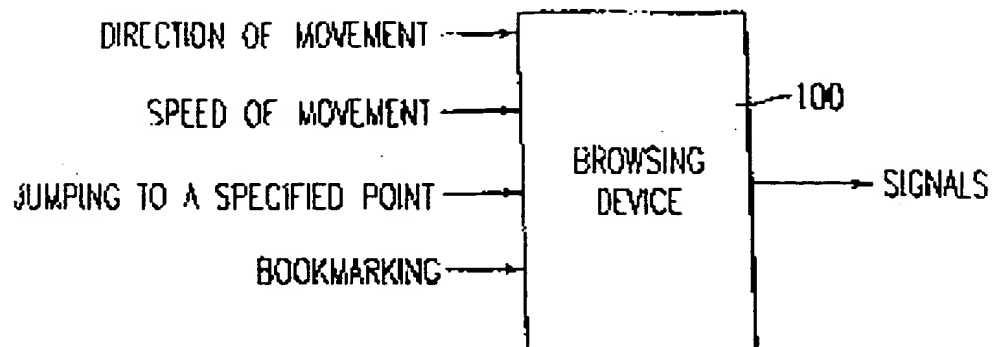 DIRECTION OF MOVEMENT
SPEED OF MOVEMENT
100
BROWSING
DEVICE
SIGNALS
JUMPING TO A SPECIFIED POINT
BOOKMARKING